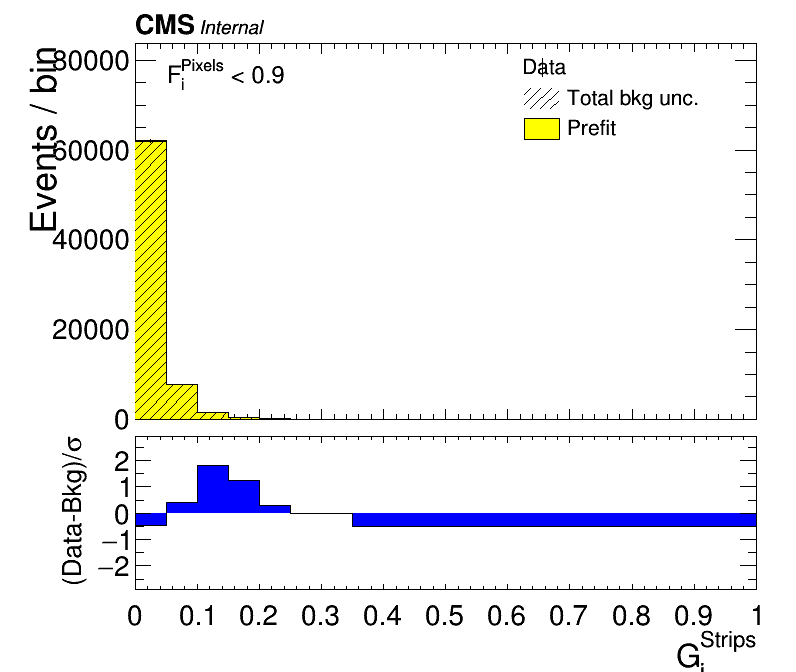 CMS Internal
F_i^Pixels < 0.9
Data
Total bkg unc.
Prefit
Events / bin
80000
60000
40000
20000
0
(Data-Bkg)/σ
2
1
0
−1
−2
0 0.1 0.2 0.3 0.4 0.5 0.6 0.7 0.8 0.9 1
G_i^Strips